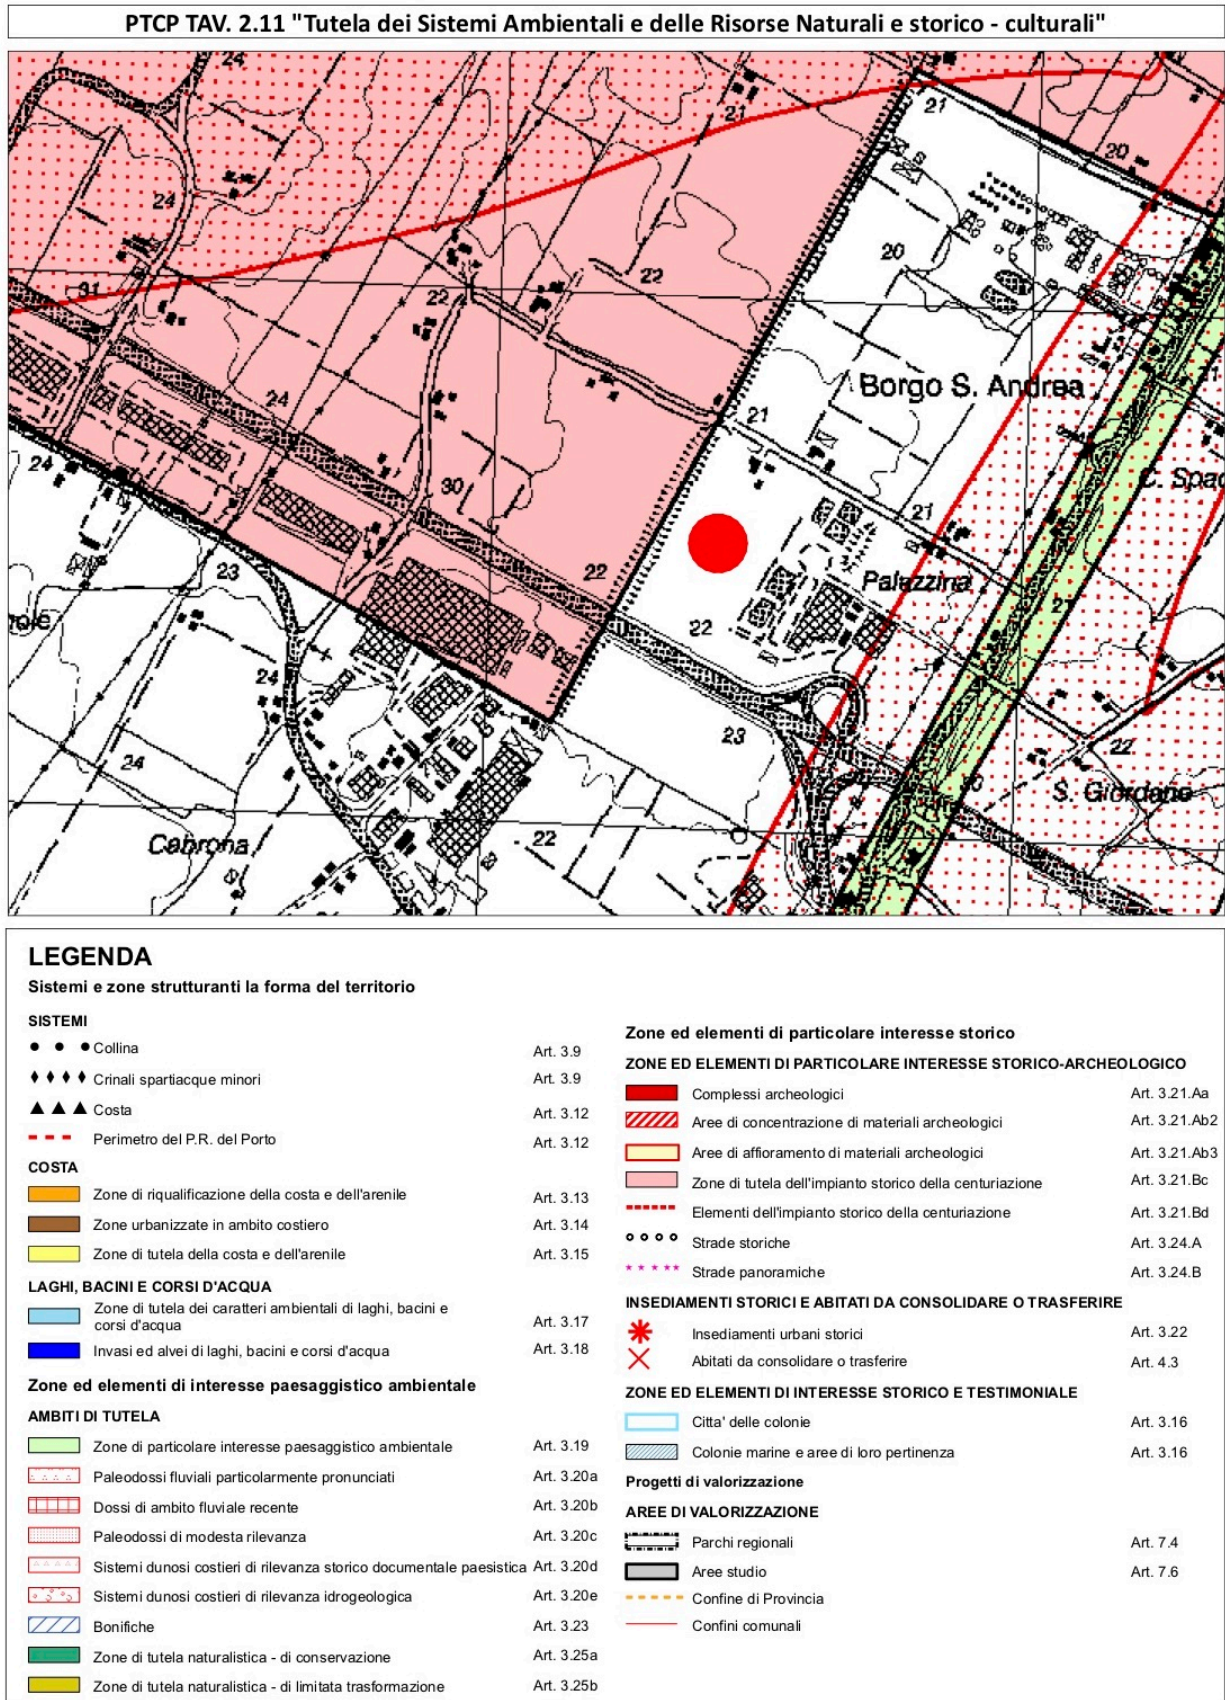 PTCP TAV. 2.11 "Tutela dei Sistemi Ambientali e delle Risorse Naturali e storico - culturali"
24
21
21
20
24
20
22
31
22
Borgo S. Andrea
21
24
21
24
C. Spad
30
21
22
23
Palazzina
21
22
24
23
22
24
S. Giordano
22
Cabrona
LEGENDA
Sistemi e zone strutturanti la forma del territorio
SISTEMI
Collina Art. 3.9
Crinali spartiacque minori Art. 3.9
Costa Art. 3.12
Perimetro del P.R. del Porto Art. 3.12
COSTA
Zone di riqualificazione della costa e dell'arenile Art. 3.13
Zone urbanizzate in ambito costiero Art. 3.14
Zone di tutela della costa e dell'arenile Art. 3.15
LAGHI, BACINI E CORSI D'ACQUA
Zone di tutela dei caratteri ambientali di laghi, bacini e
corsi d'acqua Art. 3.17
Invasi ed alvei di laghi, bacini e corsi d'acqua Art. 3.18
Zone ed elementi di interesse paesaggistico ambientale
AMBITI DI TUTELA
Zone di particolare interesse paesaggistico ambientale Art. 3.19
Paleodossi fluviali particolarmente pronunciati Art. 3.20a
Dossi di ambito fluviale recente Art. 3.20b
Paleodossi di modesta rilevanza Art. 3.20c
Sistemi dunosi costieri di rilevanza storico documentale paesistica Art. 3.20d
Sistemi dunosi costieri di rilevanza idrogeologica Art. 3.20e
Bonifiche Art. 3.23
Zone di tutela naturalistica - di conservazione Art. 3.25a
Zone di tutela naturalistica - di limitata trasformazione Art. 3.25b
Zone ed elementi di particolare interesse storico
ZONE ED ELEMENTI DI PARTICOLARE INTERESSE STORICO-ARCHEOLOGICO
Complessi archeologici Art. 3.21.Aa
Aree di concentrazione di materiali archeologici Art. 3.21.Ab2
Aree di affioramento di materiali archeologici Art. 3.21.Ab3
Zone di tutela dell'impianto storico della centuriazione Art. 3.21.Bc
Elementi dell'impianto storico della centuriazione Art. 3.21.Bd
Strade storiche Art. 3.24.A
Strade panoramiche Art. 3.24.B
INSEDIAMENTI STORICI E ABITATI DA CONSOLIDARE O TRASFERIRE
Insediamenti urbani storici Art. 3.22
Abitati da consolidare o trasferire Art. 4.3
ZONE ED ELEMENTI DI INTERESSE STORICO E TESTIMONIALE
Citta' delle colonie Art. 3.16
Colonie marine e aree di loro pertinenza Art. 3.16
Progetti di valorizzazione
AREE DI VALORIZZAZIONE
Parchi regionali Art. 7.4
Aree studio Art. 7.6
Confine di Provincia
Confini comunali